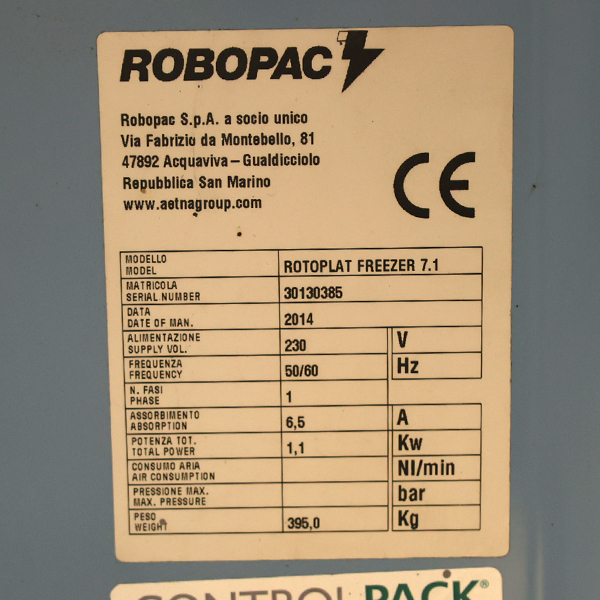 ROBOPAC
Robopac S.p.A. a socio unico
Via Fabrizio da Montebello, 81
47892 Acquaviva – Gualdicciolo
Repubblica San Marino
www.aetnagroup.com
CE
MODELLO
MODEL
ROTOPLAT FREEZER 7.1
MATRICOLA
SERIAL NUMBER
30130385
DATA
DATE OF MAN.
2014
ALIMENTAZIONE
SUPPLY VOL.
230 V
FREQUENZA
FREQUENCY
50/60 Hz
N. FASI
PHASE
1
ASSORBIMENTO
ABSORPTION
6,5 A
POTENZA TOT.
TOTAL POWER
1,1 Kw
CONSUMO ARIA
AIR CONSUMPTION
Nl/min
PRESSIONE MAX.
MAX. PRESSURE
bar
PESO
WEIGHT
395,0 Kg
CONTROLPACK®